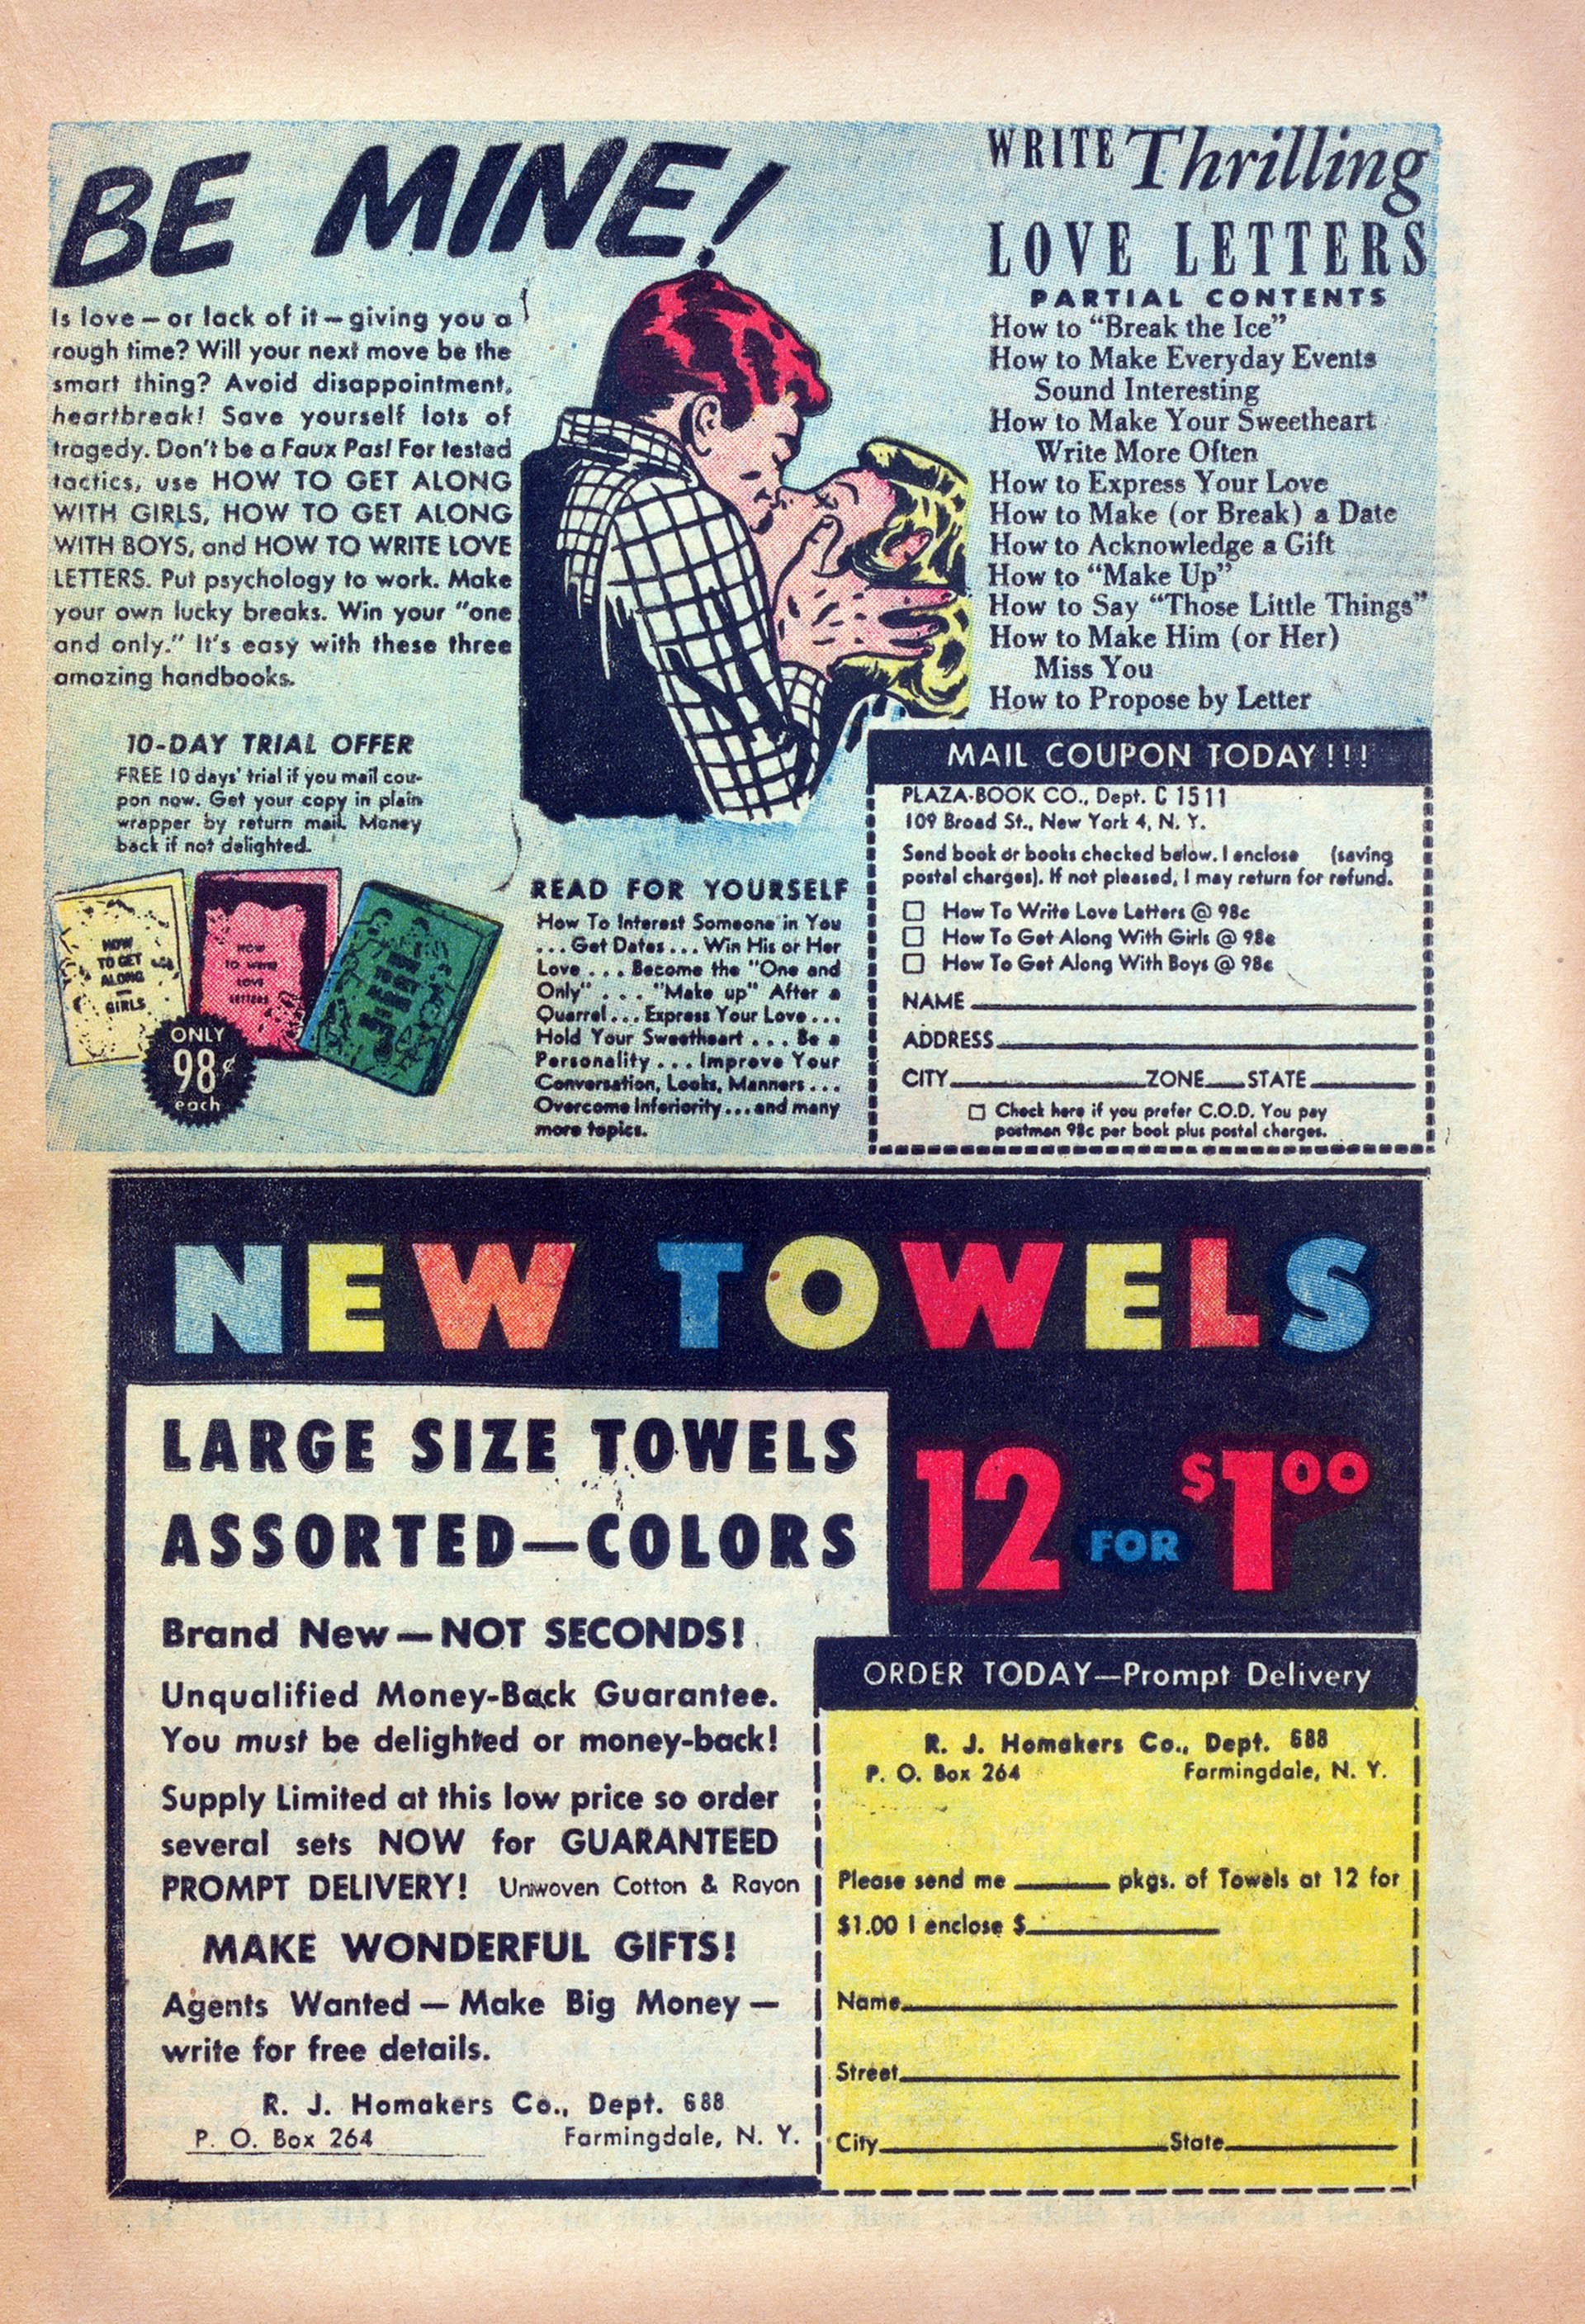 BE MINE!
Is love — or lack of it — giving you a
rough time? Will your next move be the
smart thing? Avoid disappointment,
heartbreak! Save yourself lots of
tragedy. Don't be a Faux Pas! For tested
tactics, use HOW TO GET ALONG
WITH GIRLS, HOW TO GET ALONG
WITH BOYS, and HOW TO WRITE LOVE
LETTERS. Put psychology to work. Make
your own lucky breaks. Win your "one
and only." It's easy with these three
amazing handbooks.
10-DAY TRIAL OFFER
FREE 10 days' trial if you mail cou-
pon now. Get your copy in plain
wrapper by return mail. Money
back if not delighted.
HOW
TO GET
ALONG
GIRLS
HOW
TO WRITE
LOVE
LETTERS
ONLY
98¢
each
READ FOR YOURSELF
How To Interest Someone in You
... Get Dates ... Win His or Her
Love ... Become the "One and
Only" ... "Make up" After a
Quarrel ... Express Your Love ...
Hold Your Sweetheart ... Be a
Personality ... Improve Your
Conversation, Looks, Manners ...
Overcome Inferiority ... and many
more topics.
WRITE Thrilling
LOVE LETTERS
PARTIAL CONTENTS
How to "Break the Ice"
How to Make Everyday Events
Sound Interesting
How to Make Your Sweetheart
Write More Often
How to Express Your Love
How to Make (or Break) a Date
How to Acknowledge a Gift
How to "Make Up"
How to Say "Those Little Things"
How to Make Him (or Her)
Miss You
How to Propose by Letter
MAIL COUPON TODAY!!!
PLAZA-BOOK CO., Dept. C 1511
109 Broad St., New York 4, N. Y.
Send book or books checked below. I enclose (saving
postal charges). If not pleased, I may return for refund.
☐ How To Write Love Letters @ 98c
☐ How To Get Along With Girls @ 98c
☐ How To Get Along With Boys @ 98c
NAME
ADDRESS
CITY ZONE STATE
☐ Check here if you prefer C.O.D. You pay
postman 98c per book plus postal charges.
NEW TOWELS
LARGE SIZE TOWELS
ASSORTED—COLORS
12 FOR $1.00
Brand New — NOT SECONDS!
Unqualified Money-Back Guarantee.
You must be delighted or money-back!
Supply Limited at this low price so order
several sets NOW for GUARANTEED
PROMPT DELIVERY! Unwoven Cotton & Rayon
MAKE WONDERFUL GIFTS!
Agents Wanted — Make Big Money —
write for free details.
R. J. Homakers Co., Dept. 688
P. O. Box 264 Farmingdale, N. Y.
ORDER TODAY—Prompt Delivery
R. J. Homakers Co., Dept. 688
P. O. Box 264 Farmingdale, N. Y.
Please send me pkgs. of Towels at 12 for
$1.00 I enclose $
Name
Street
City State